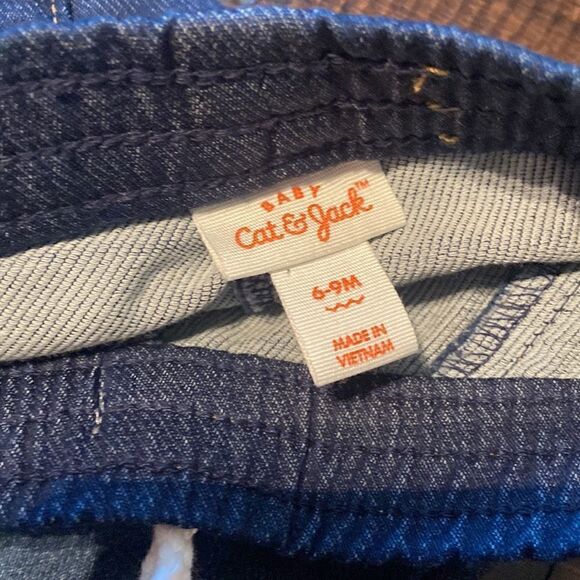 BABY
Cat & Jack™
6-9M
MADE IN
VIETNAM